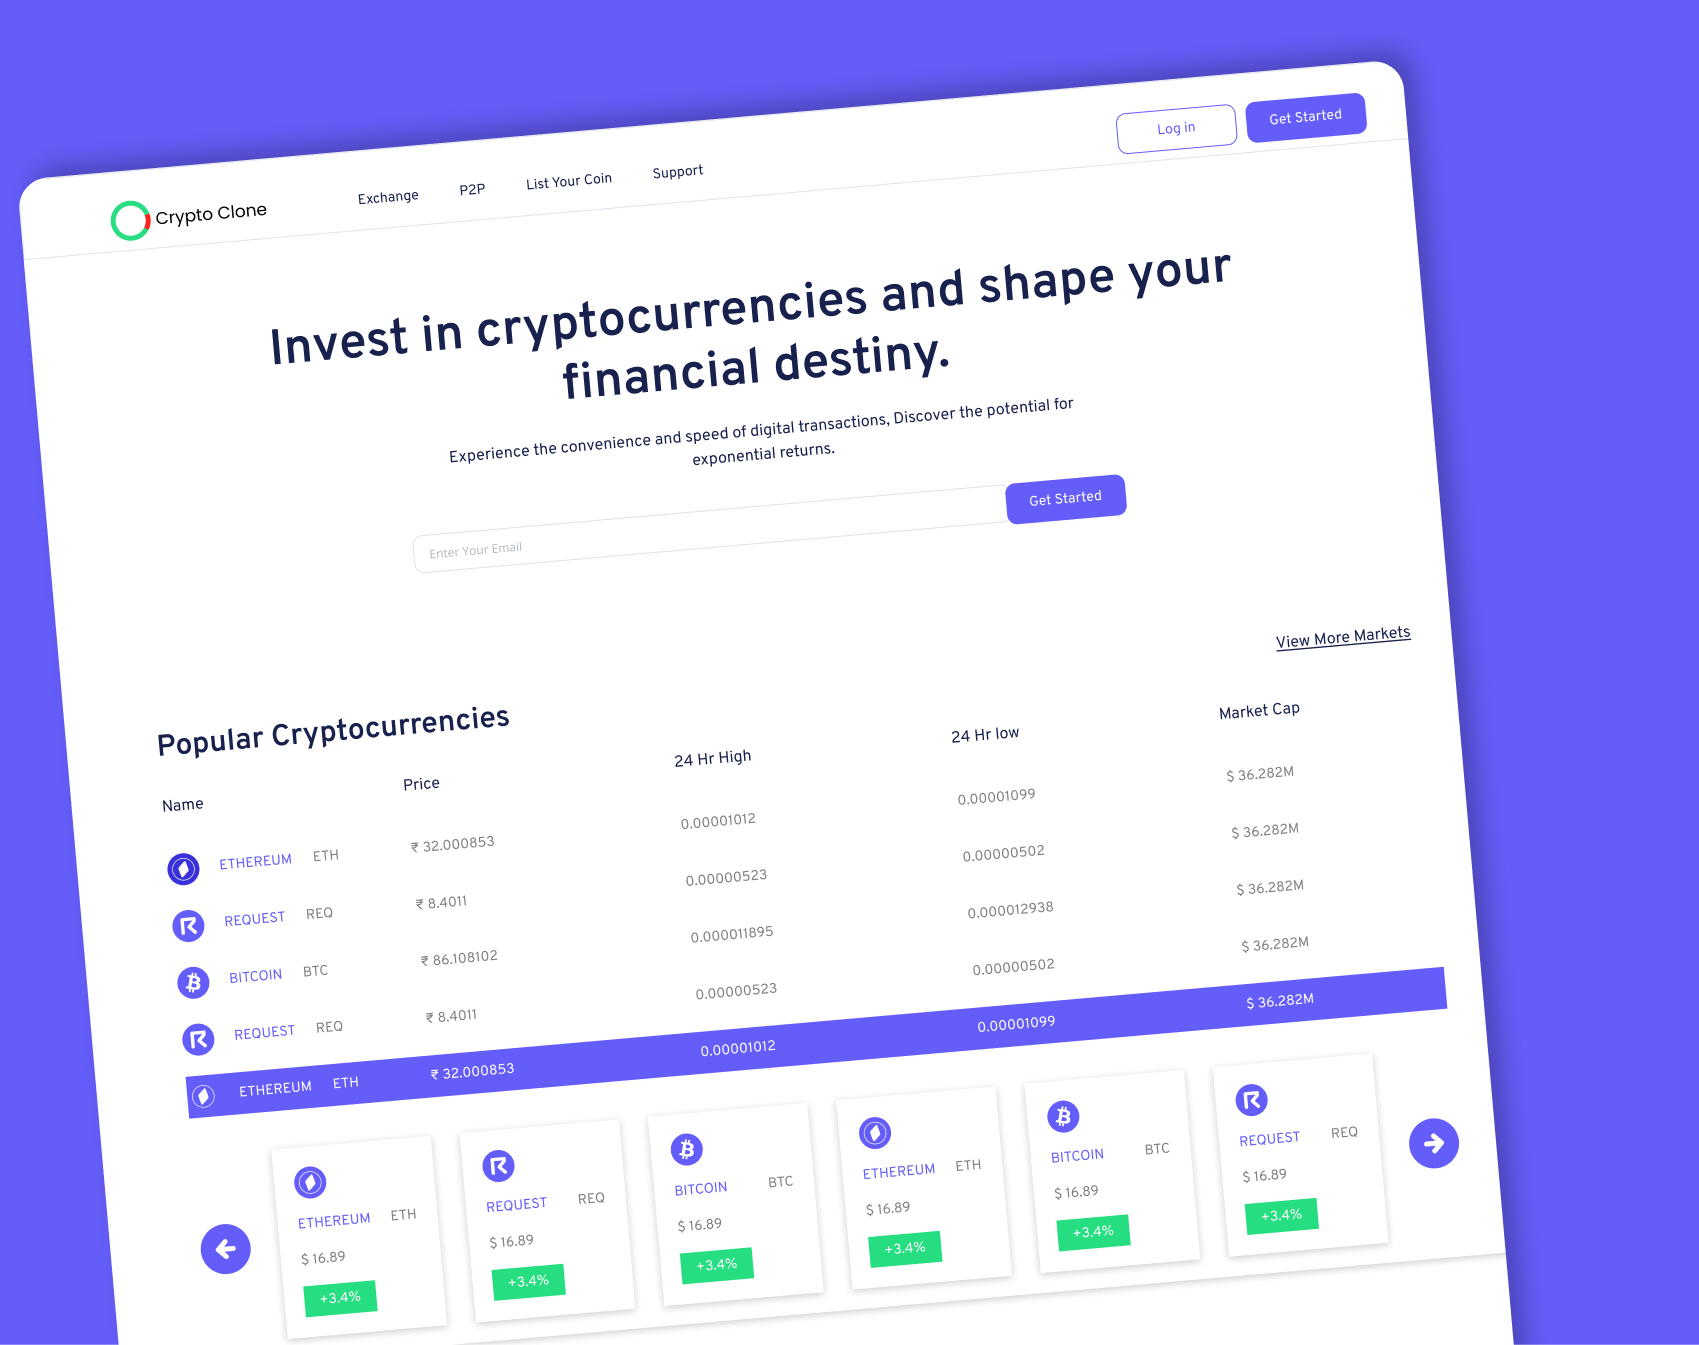 Crypto Clone
Exchange P2P List Your Coin Support
Log in Get Started
Invest in cryptocurrencies and shape your
financial destiny.
Experience the convenience and speed of digital transactions, Discover the potential for
exponential returns.
Enter Your Email Get Started
View More Markets
Popular Cryptocurrencies
Name Price 24 Hr High 24 Hr low Market Cap
ETHEREUM ETH ₹ 32.000853 0.00001012 0.00001099 $ 36.282M
REQUEST REQ ₹ 8.4011 0.00000523 0.00000502 $ 36.282M
BITCOIN BTC ₹ 86.108102 0.000011895 0.000012938 $ 36.282M
REQUEST REQ ₹ 8.4011 0.00000523 0.00000502 $ 36.282M
ETHEREUM ETH ₹ 32.000853 0.00001012 0.00001099 $ 36.282M
ETHEREUM ETH
$ 16.89
+3.4%
REQUEST REQ
$ 16.89
+3.4%
BITCOIN BTC
$ 16.89
+3.4%
ETHEREUM ETH
$ 16.89
+3.4%
BITCOIN BTC
$ 16.89
+3.4%
REQUEST REQ
$ 16.89
+3.4%